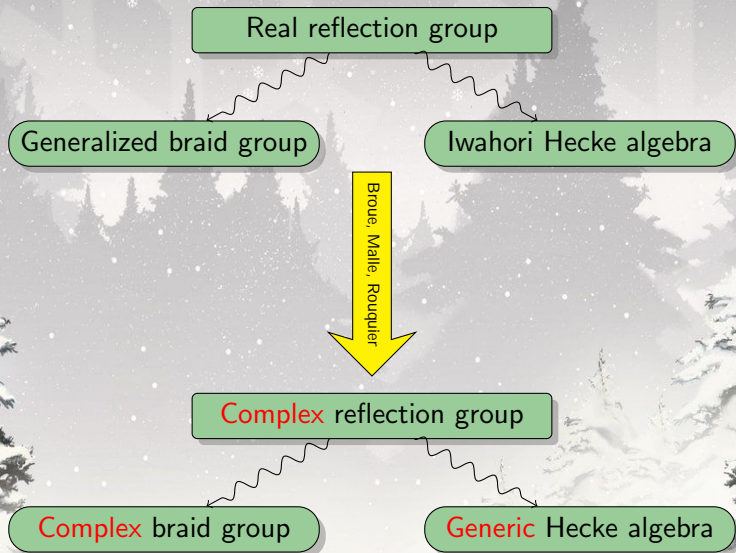 Real reflection group
Generalized braid group
Iwahori Hecke algebra
Broue, Malle, Rouquier
Complex reflection group
Complex braid group
Generic Hecke algebra